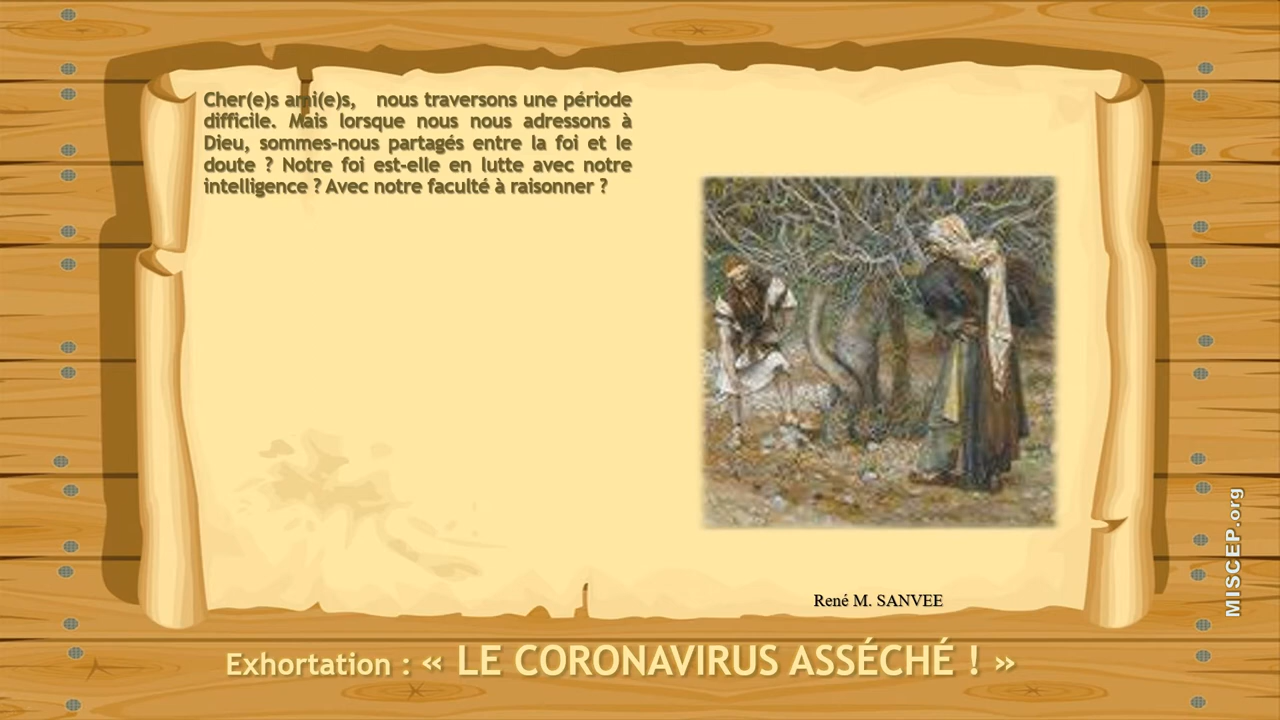 Cher(e)s ami(e)s, nous traversons une période
difficile. Mais lorsque nous nous adressons à
Dieu, sommes-nous partagés entre la foi et le
doute ? Notre foi est-elle en lutte avec notre
intelligence ? Avec notre faculté à raisonner ?
MISCEP.org
René M. SANVEE
Exhortation : « LE CORONAVIRUS ASSÉCHÉ ! »